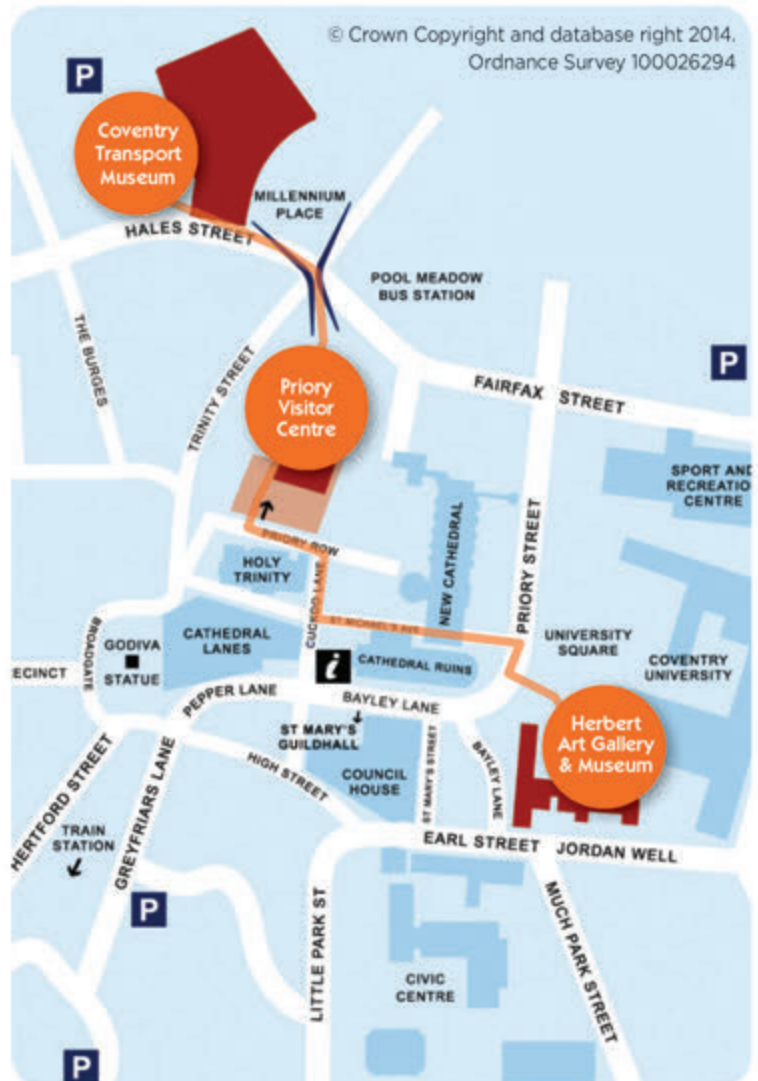 © Crown Copyright and database right 2014.
Ordnance Survey 100026294
P
Coventry
Transport
Museum
MILLENNIUM
PLACE
HALES STREET
POOL MEADOW
BUS STATION
THE BURGES
TRINITY STREET
P
Priory
Visitor
Centre
FAIRFAX STREET
SPORT AND
RECREATIO
CENTRE
PRIORY ROW
HOLY
TRINITY
NEW CATHEDRAL
PRIORY STREET
CUCKOO LANE
ST MICHAEL'S AVE
BROADGATE
GODIVA
STATUE
CATHEDRAL
LANES
i
CATHEDRAL RUINS
UNIVERSITY
SQUARE
COVENTRY
UNIVERSITY
ECINCT
PEPPER LANE
BAYLEY LANE
ST MARY'S
GUILDHALL
Herbert
Art Gallery
& Museum
HERTFORD STREET
GREYFRIARS LANE
HIGH STREET
COUNCIL
HOUSE
ST MARY'S STREET
BAYLEY LANE
TRAIN
STATION
EARL STREET
JORDAN WELL
P
LITTLE PARK ST
MUCH PARK STREET
CIVIC
CENTRE
P